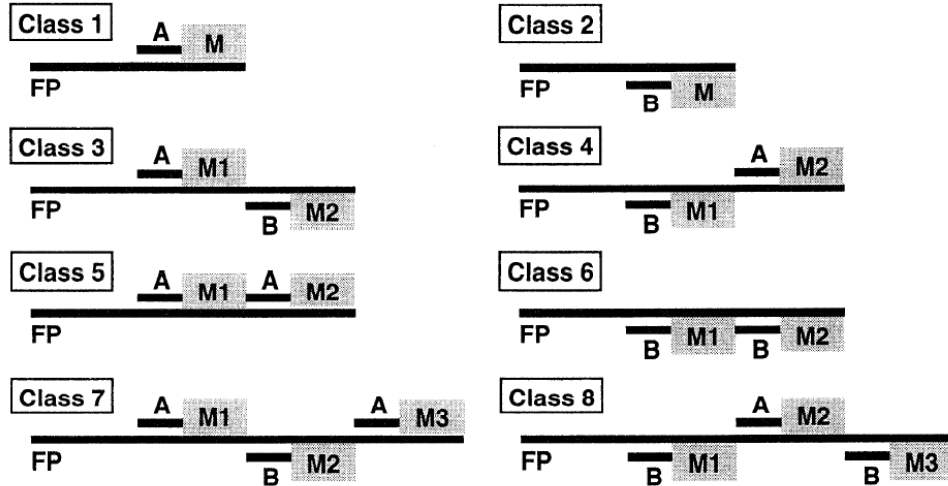 Class 1
A M
FP
Class 2
FP
B M
Class 3
A M1
FP
B M2
Class 4
A M2
FP
B M1
Class 5
A M1 A M2
FP
Class 6
FP
B M1 B M2
Class 7
A M1 A M3
FP
B M2
Class 8
A M2
FP
B M1 B M3